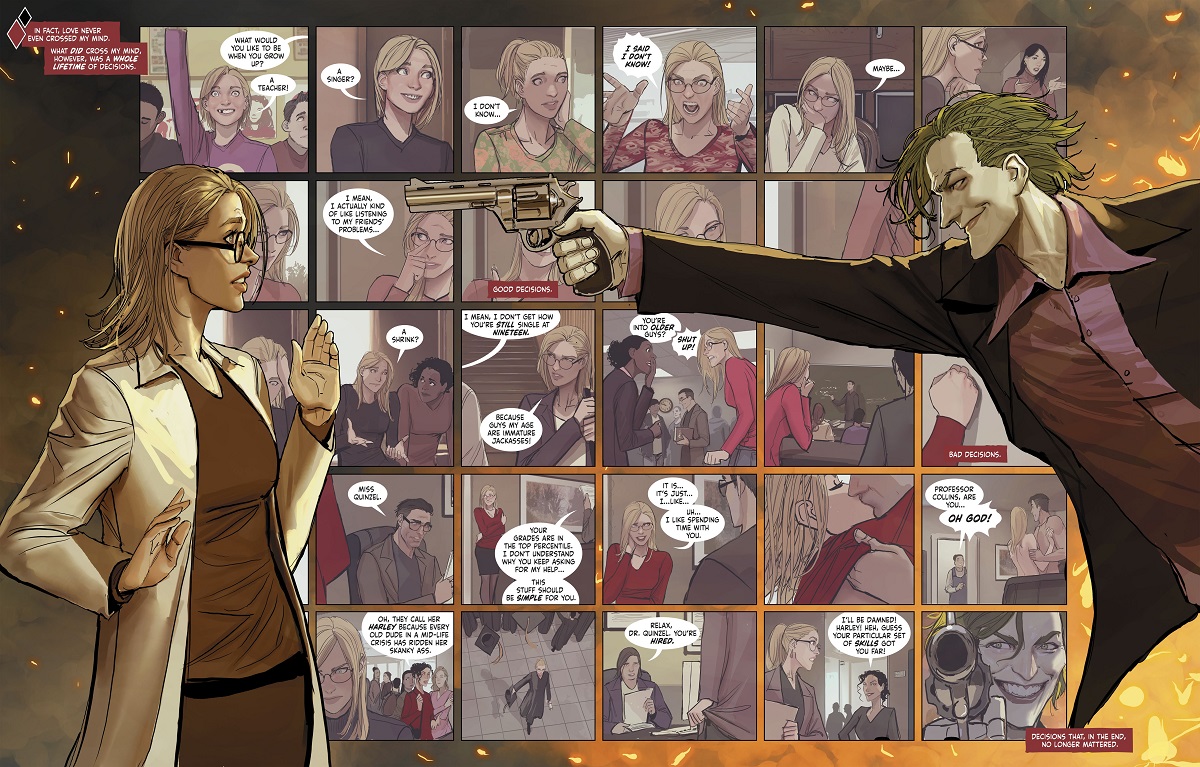 IN FACT, LOVE NEVER
EVEN CROSSED MY MIND.
WHAT DID CROSS MY MIND,
HOWEVER, WAS A WHOLE
LIFETIME OF DECISIONS.
WHAT WOULD
YOU LIKE TO BE
WHEN YOU GROW
UP?
A
TEACHER!
A
SINGER?
I DON'T
KNOW...
I SAID
I DON'T
KNOW!
MAYBE...
I MEAN,
I ACTUALLY KIND
OF LIKE LISTENING
TO MY FRIENDS'
PROBLEMS...
GOOD DECISIONS.
A
SHRINK?
I MEAN, I DON'T GET HOW
YOU'RE STILL SINGLE AT
NINETEEN.
BECAUSE
GUYS MY AGE
ARE IMMATURE
JACKASSES!
YOU'RE
INTO OLDER
GUYS?
SHUT
UP!
BAD DECISIONS.
MISS
QUINZEL.
YOUR
GRADES ARE IN
THE TOP PERCENTILE.
I DON'T UNDERSTAND
WHY YOU KEEP ASKING
FOR MY HELP...
THIS
STUFF SHOULD
BE SIMPLE FOR YOU.
IT IS...
IT'S JUST...
I...LIKE...
UH...
I LIKE SPENDING
TIME WITH
YOU.
PROFESSOR
COLLINS, ARE
YOU...
OH GOD!
OH, THEY CALL HER
HARLEY BECAUSE EVERY
OLD DUDE IN A MID-LIFE
CRISIS HAS RIDDEN HER
SKANKY ASS.
RELAX,
DR. QUINZEL. YOU'RE
HIRED.
I'LL BE DAMNED!
HARLEY! HEH, GUESS
YOUR PARTICULAR SET
OF SKILLS GOT
YOU FAR!
DECISIONS THAT, IN THE END,
NO LONGER MATTERED.